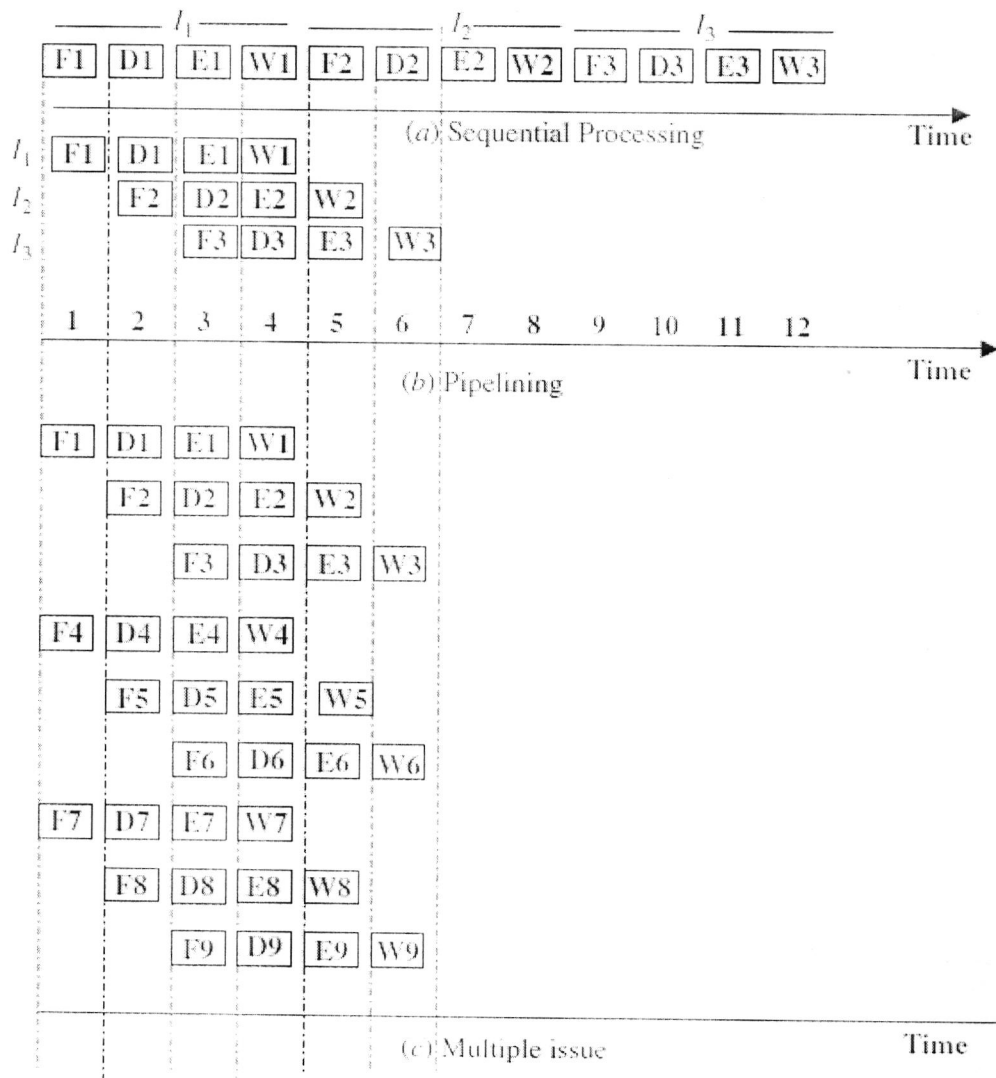 I1 I2 I3
F1 D1 E1 W1 F2 D2 E2 W2 F3 D3 E3 W3
(a) Sequential Processing Time
I1 F1 D1 E1 W1
I2 F2 D2 E2 W2
I3 F3 D3 E3 W3
1 2 3 4 5 6 7 8 9 10 11 12
(b) Pipelining Time
F1 D1 E1 W1
F2 D2 E2 W2
F3 D3 E3 W3
F4 D4 E4 W4
F5 D5 E5 W5
F6 D6 E6 W6
F7 D7 E7 W7
F8 D8 E8 W8
F9 D9 E9 W9
(c) Multiple issue Time